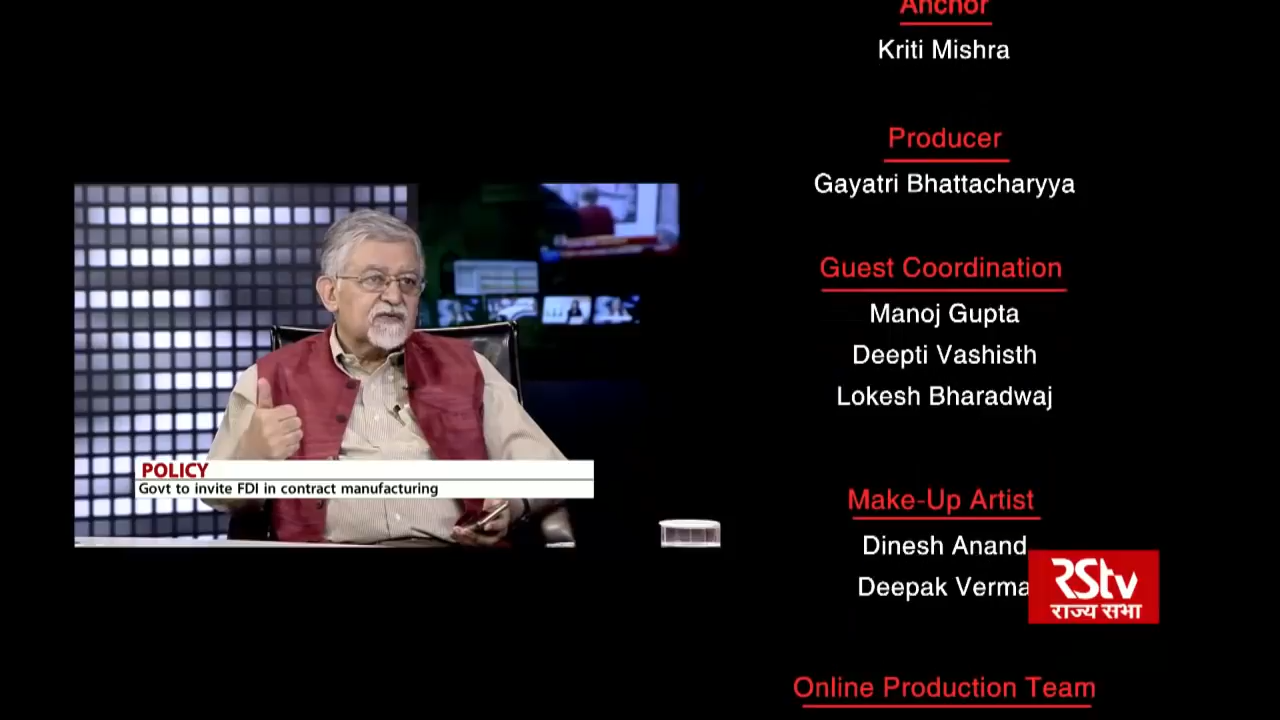 Anchor
Kriti Mishra
Producer
Gayatri Bhattacharyya
Guest Coordination
Manoj Gupta
Deepti Vashisth
Lokesh Bharadwaj
POLICY
Govt to invite FDI in contract manufacturing
Make-Up Artist
Dinesh Anand
Deepak Verma
RStv
राज्य सभा
Online Production Team